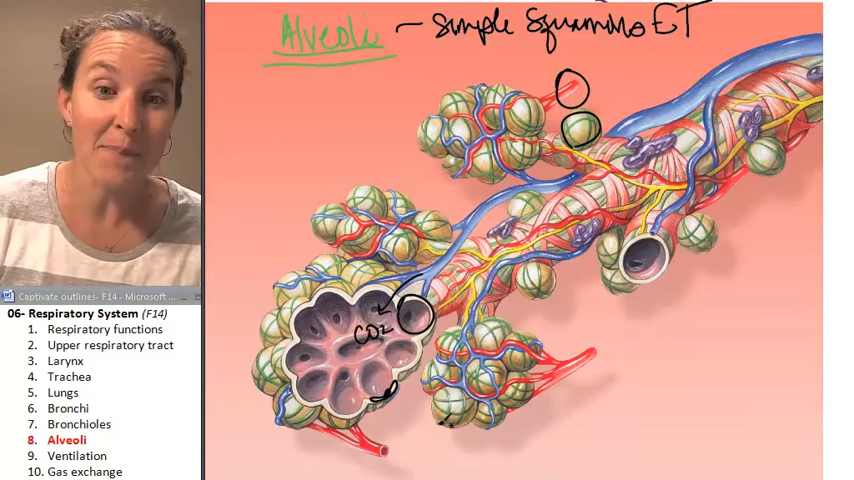 Alveoli – simple squamous ET
CO2
Captivate outlines- F14 - Microsoft ...
06- Respiratory System (F14)
1. Respiratory functions
2. Upper respiratory tract
3. Larynx
4. Trachea
5. Lungs
6. Bronchi
7. Bronchioles
8. Alveoli
9. Ventilation
10. Gas exchange